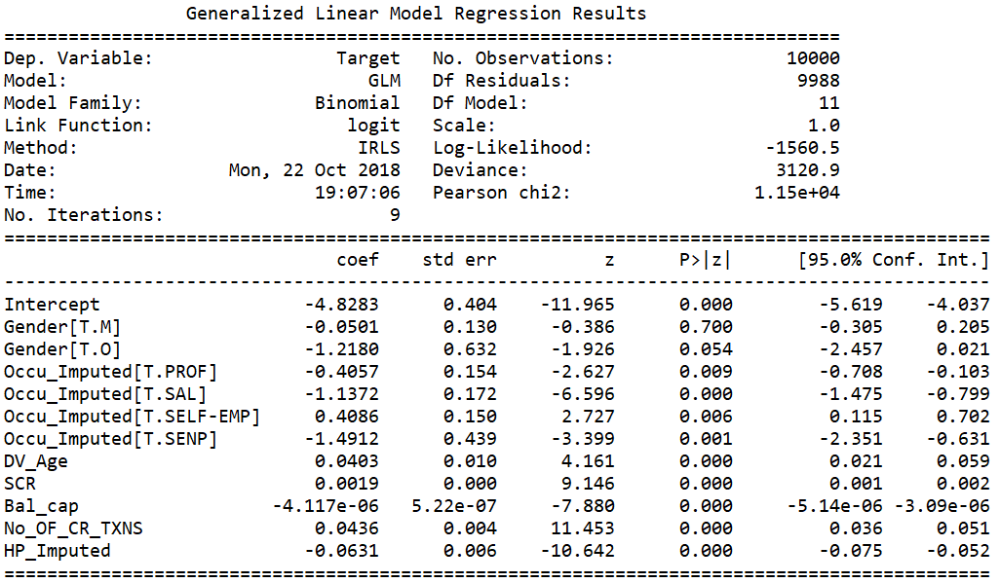 Generalized Linear Model Regression Results
==============================================================================
Dep. Variable:                 Target   No. Observations:                10000
Model:                            GLM   Df Residuals:                     9988
Model Family:                Binomial   Df Model:                           11
Link Function:                  logit   Scale:                             1.0
Method:                          IRLS   Log-Likelihood:                -1560.5
Date:                Mon, 22 Oct 2018   Deviance:                       3120.9
Time:                        19:07:06   Pearson chi2:                 1.15e+04
No. Iterations:                     9
============================================================================================
                               coef    std err          z      P>|z|      [95.0% Conf. Int.]
--------------------------------------------------------------------------------------------
Intercept                   -4.8283      0.404    -11.965      0.000        -5.619    -4.037
Gender[T.M]                 -0.0501      0.130     -0.386      0.700        -0.305     0.205
Gender[T.O]                 -1.2180      0.632     -1.926      0.054        -2.457     0.021
Occu_Imputed[T.PROF]        -0.4057      0.154     -2.627      0.009        -0.708    -0.103
Occu_Imputed[T.SAL]         -1.1372      0.172     -6.596      0.000        -1.475    -0.799
Occu_Imputed[T.SELF-EMP]     0.4086      0.150      2.727      0.006         0.115     0.702
Occu_Imputed[T.SENP]        -1.4912      0.439     -3.399      0.001        -2.351    -0.631
DV_Age                       0.0403      0.010      4.161      0.000         0.021     0.059
SCR                          0.0019      0.000      9.146      0.000         0.001     0.002
Bal_cap                  -4.117e-06   5.22e-07     -7.880      0.000     -5.14e-06 -3.09e-06
No_OF_CR_TXNS                0.0436      0.004     11.453      0.000         0.036     0.051
HP_Imputed                  -0.0631      0.006    -10.642      0.000        -0.075    -0.052
============================================================================================